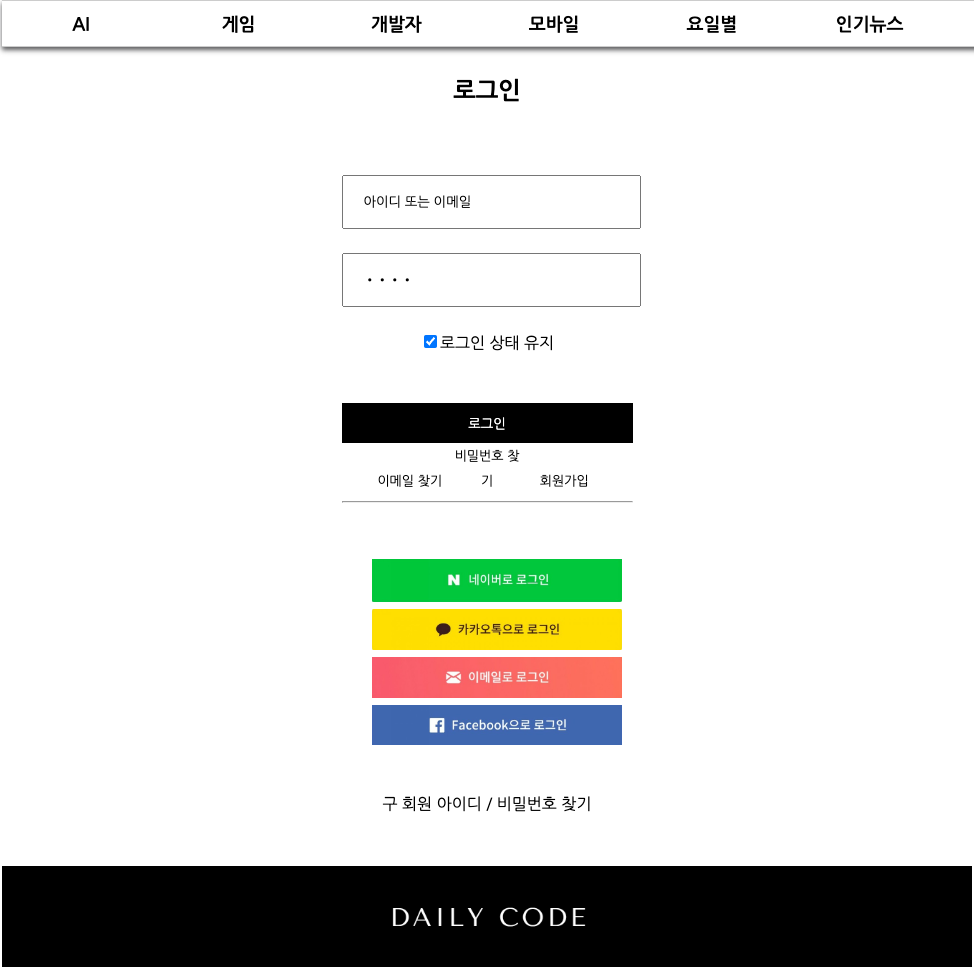 AI 게임 개발자 모바일 요일별 인기뉴스
로그인
아이디 또는 이메일
••••
로그인 상태 유지
로그인
이메일 찾기
비밀번호 찾
기
회원가입
네이버로 로그인
카카오톡으로 로그인
이메일로 로그인
Facebook으로 로그인
구 회원 아이디 / 비밀번호 찾기
DAILY CODE